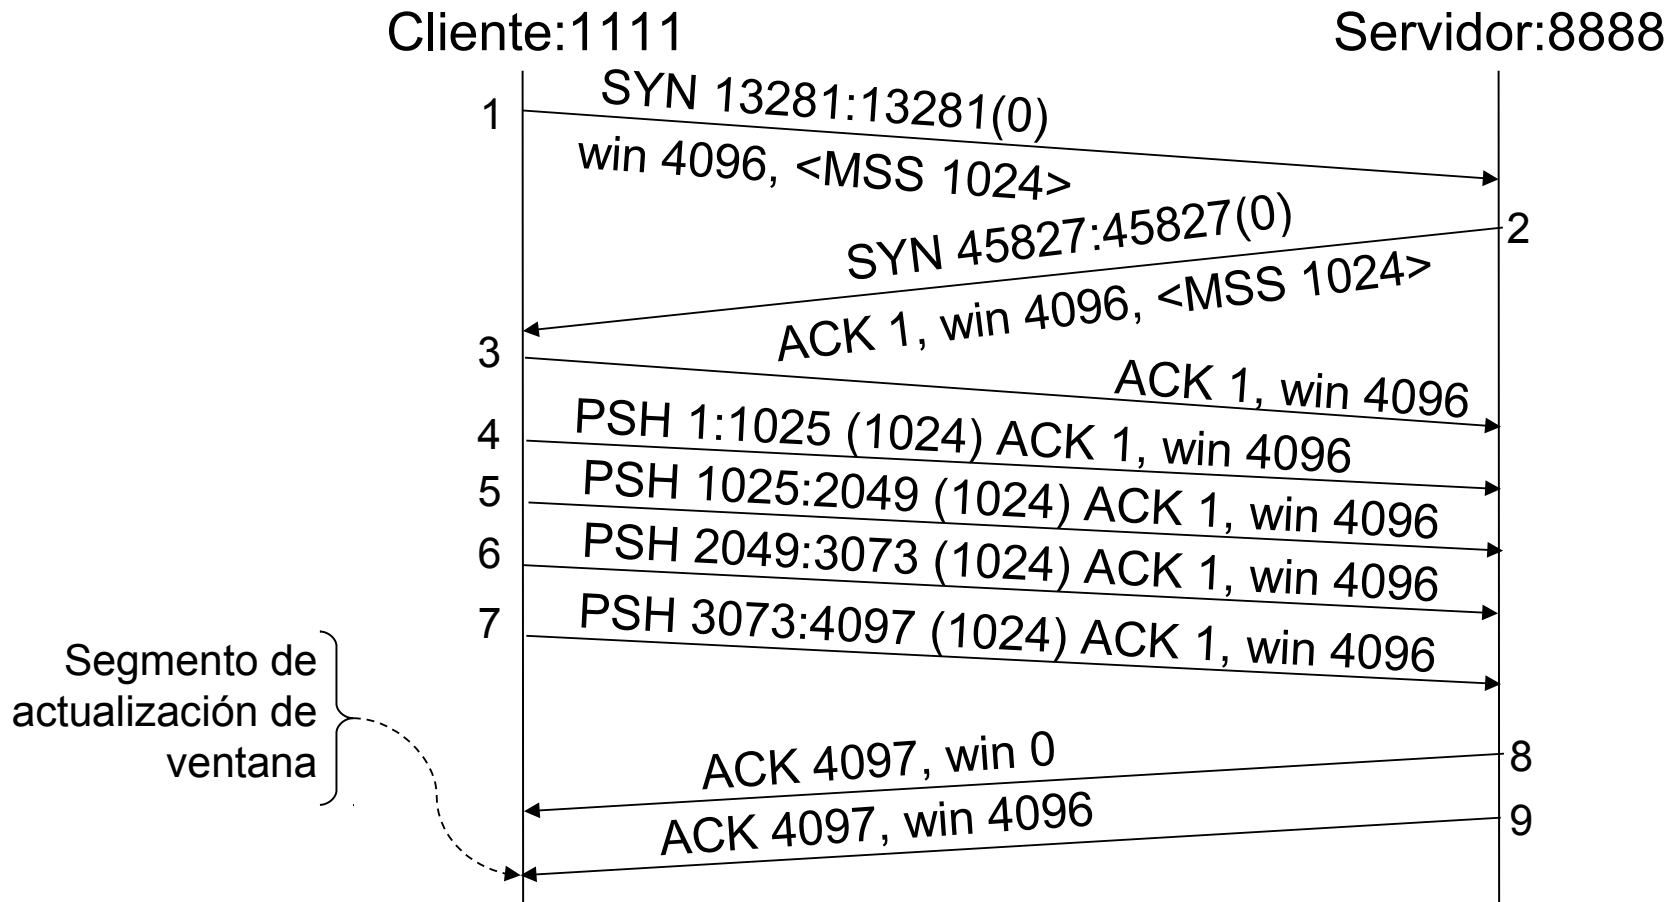 Cliente:1111
Servidor:8888
1
SYN 13281:13281(0)
win 4096, <MSS 1024>
2
SYN 45827:45827(0)
ACK 1, win 4096, <MSS 1024>
3
ACK 1, win 4096
4
PSH 1:1025 (1024) ACK 1, win 4096
5
PSH 1025:2049 (1024) ACK 1, win 4096
6
PSH 2049:3073 (1024) ACK 1, win 4096
7
PSH 3073:4097 (1024) ACK 1, win 4096
Segmento de
actualización de
ventana
8
ACK 4097, win 0
9
ACK 4097, win 4096